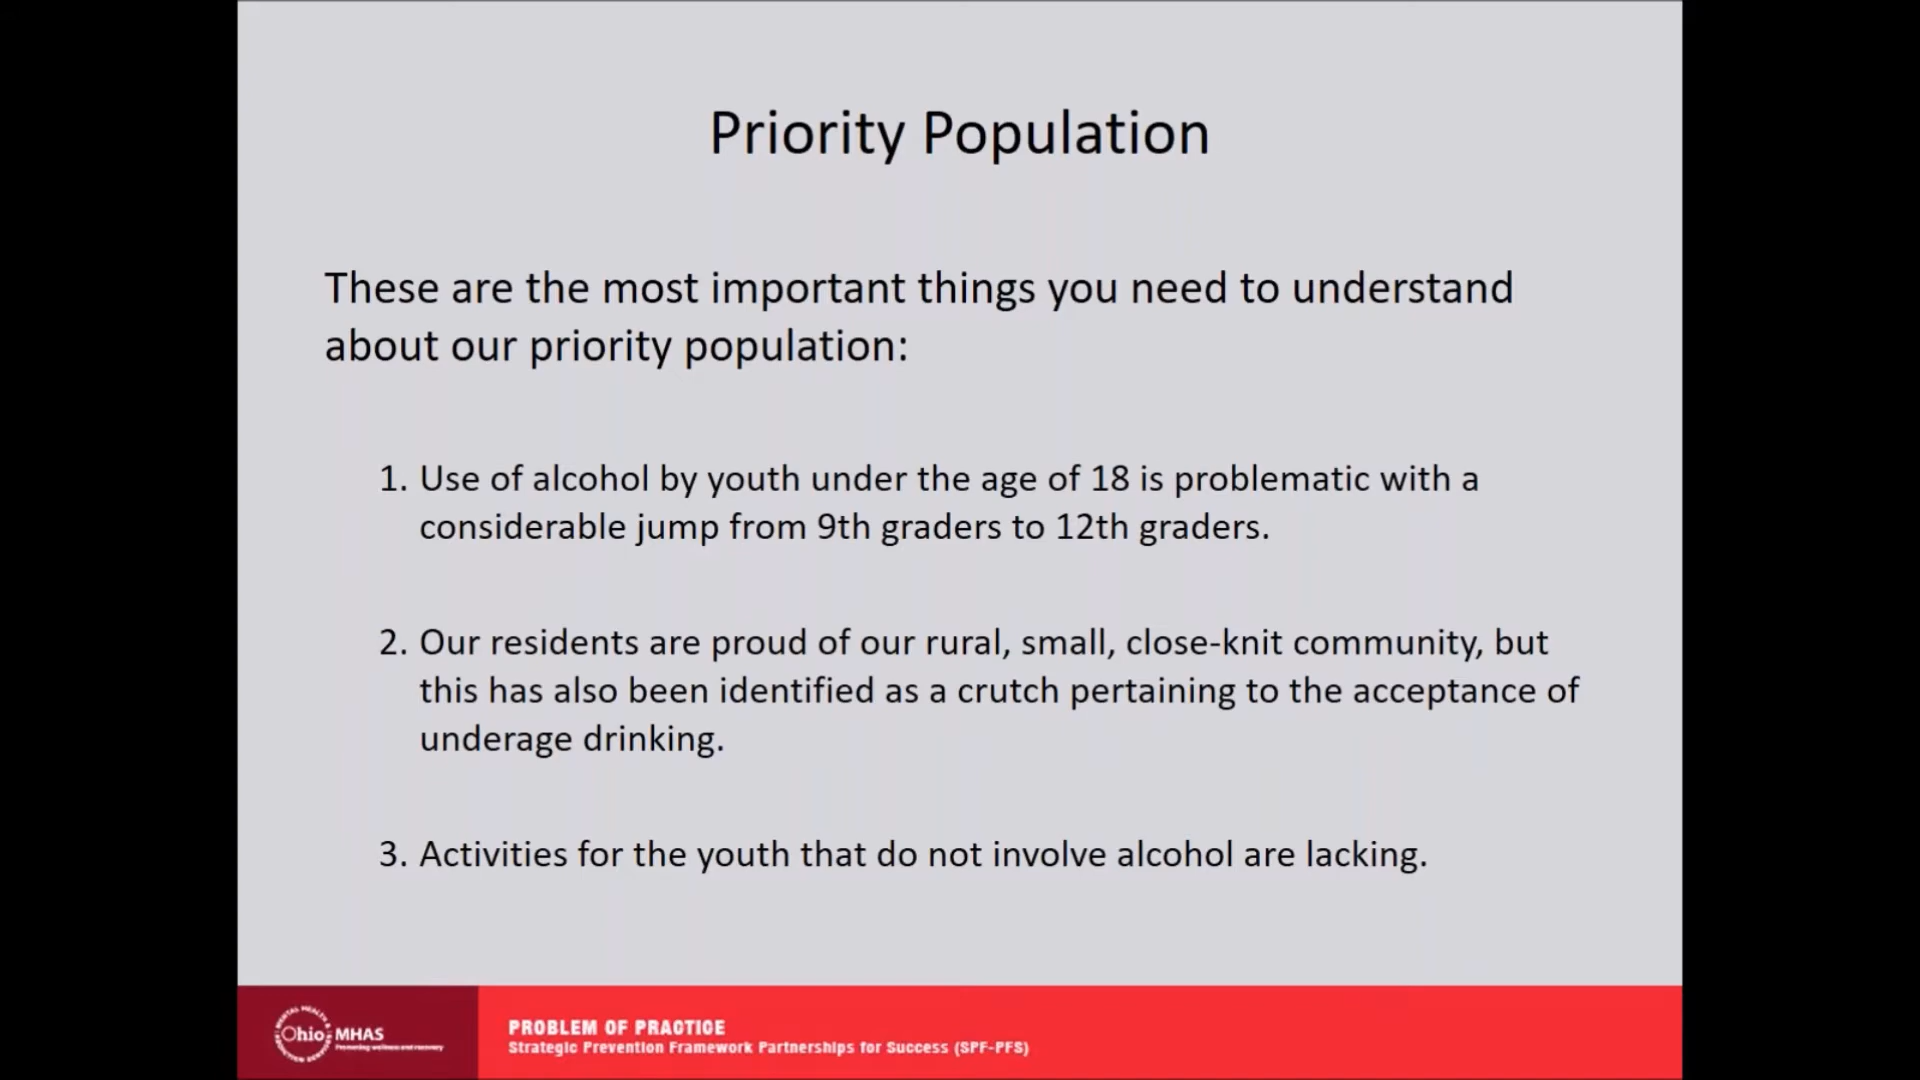 Priority Population
These are the most important things you need to understand
about our priority population:
1. Use of alcohol by youth under the age of 18 is problematic with a
considerable jump from 9th graders to 12th graders.
2. Our residents are proud of our rural, small, close-knit community, but
this has also been identified as a crutch pertaining to the acceptance of
underage drinking.
3. Activities for the youth that do not involve alcohol are lacking.
Ohio MHAS
Promoting wellness and recovery
PROBLEM OF PRACTICE
Strategic Prevention Framework Partnerships for Success (SPF-PFS)